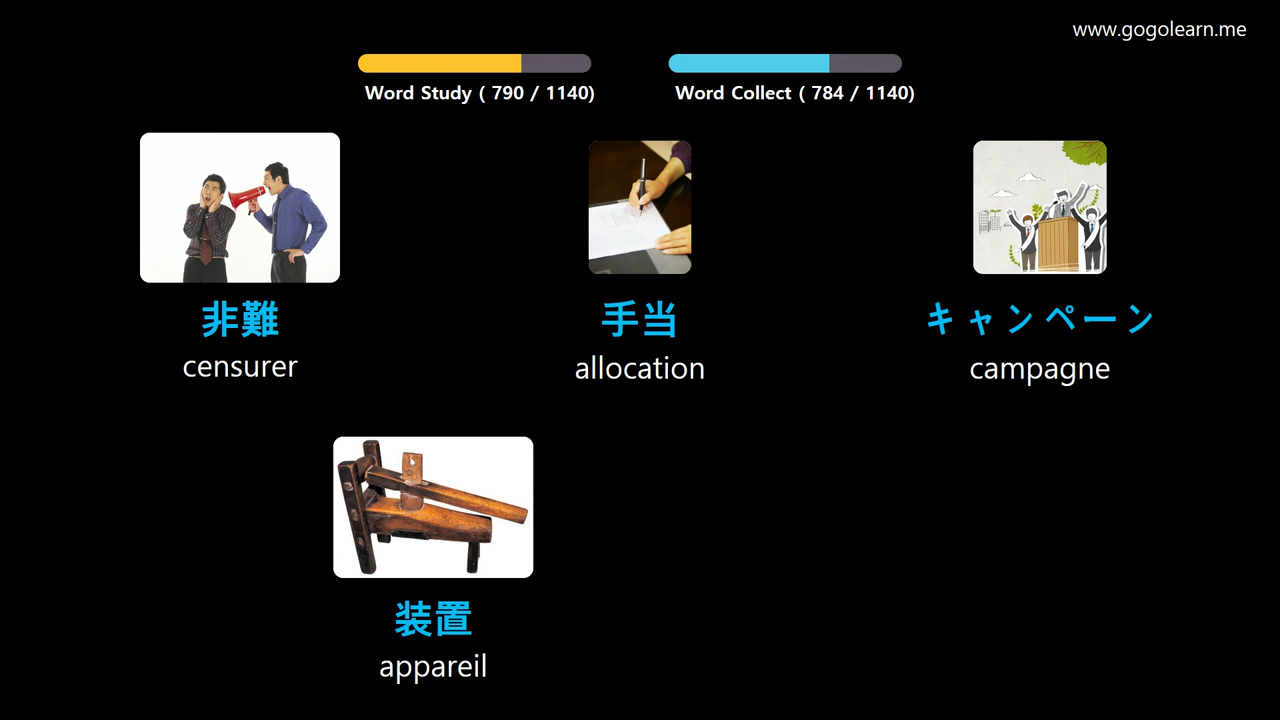 www.gogolearn.me
Word Study ( 790 / 1140)
Word Collect ( 784 / 1140)
非難
censurer
手当
allocation
キャンペーン
campagne
装置
appareil